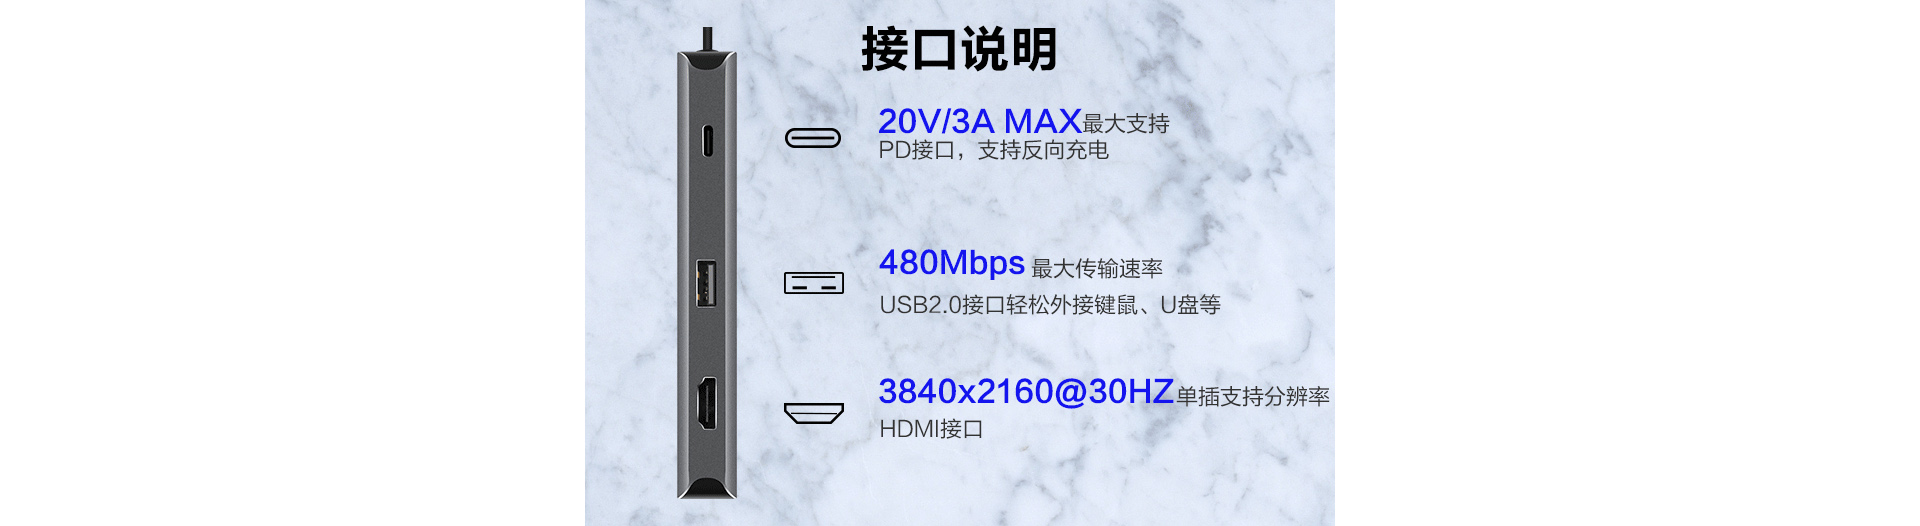 接口说明
20V/3A MAX最大支持
PD接口，支持反向充电
480Mbps 最大传输速率
USB2.0接口轻松外接键鼠、U盘等
3840x2160@30HZ单插支持分辨率
HDMI接口